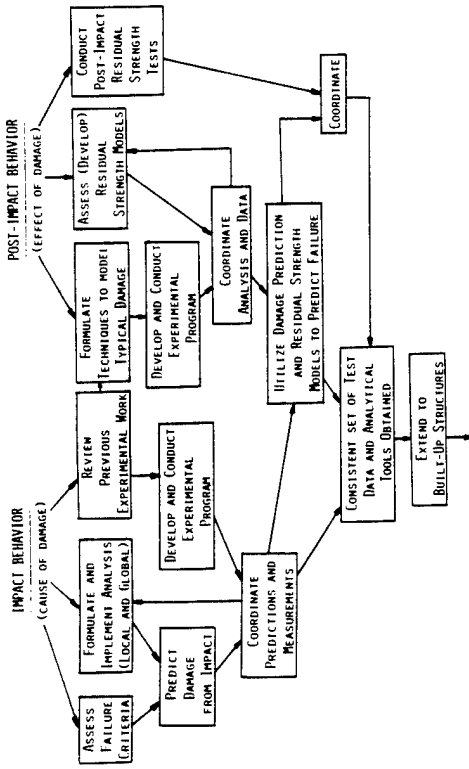 IMPACT BEHAVIOR
(CAUSE OF DAMAGE)
POST-IMPACT BEHAVIOR
(EFFECT OF DAMAGE)
ASSESS
FAILURE
CRITERIA
FORMULATE AND
IMPLEMENT ANALYSIS
(LOCAL AND GLOBAL)
REVIEW
PREVIOUS
EXPERIMENTAL WORK
FORMULATE
TECHNIQUES TO MODEL
TYPICAL DAMAGE
ASSESS (DEVELOP)
RESIDUAL
STRENGTH MODELS
CONDUCT
POST-IMPACT
RESIDUAL
STRENGTH
TESTS
PREDICT
DAMAGE
FROM IMPACT
DEVELOP AND CONDUCT
EXPERIMENTAL
PROGRAM
DEVELOP AND CONDUCT
EXPERIMENTAL
PROGRAM
COORDINATE
ANALYSIS AND DATA
COORDINATE
PREDICTIONS AND
MEASUREMENTS
UTILIZE DAMAGE PREDICTION
AND RESIDUAL STRENGTH
MODELS TO PREDICT FAILURE
COORDINATE
CONSISTENT SET OF TEST
DATA AND ANALYTICAL
TOOLS OBTAINED
EXTEND TO
BUILT-UP STRUCTURES